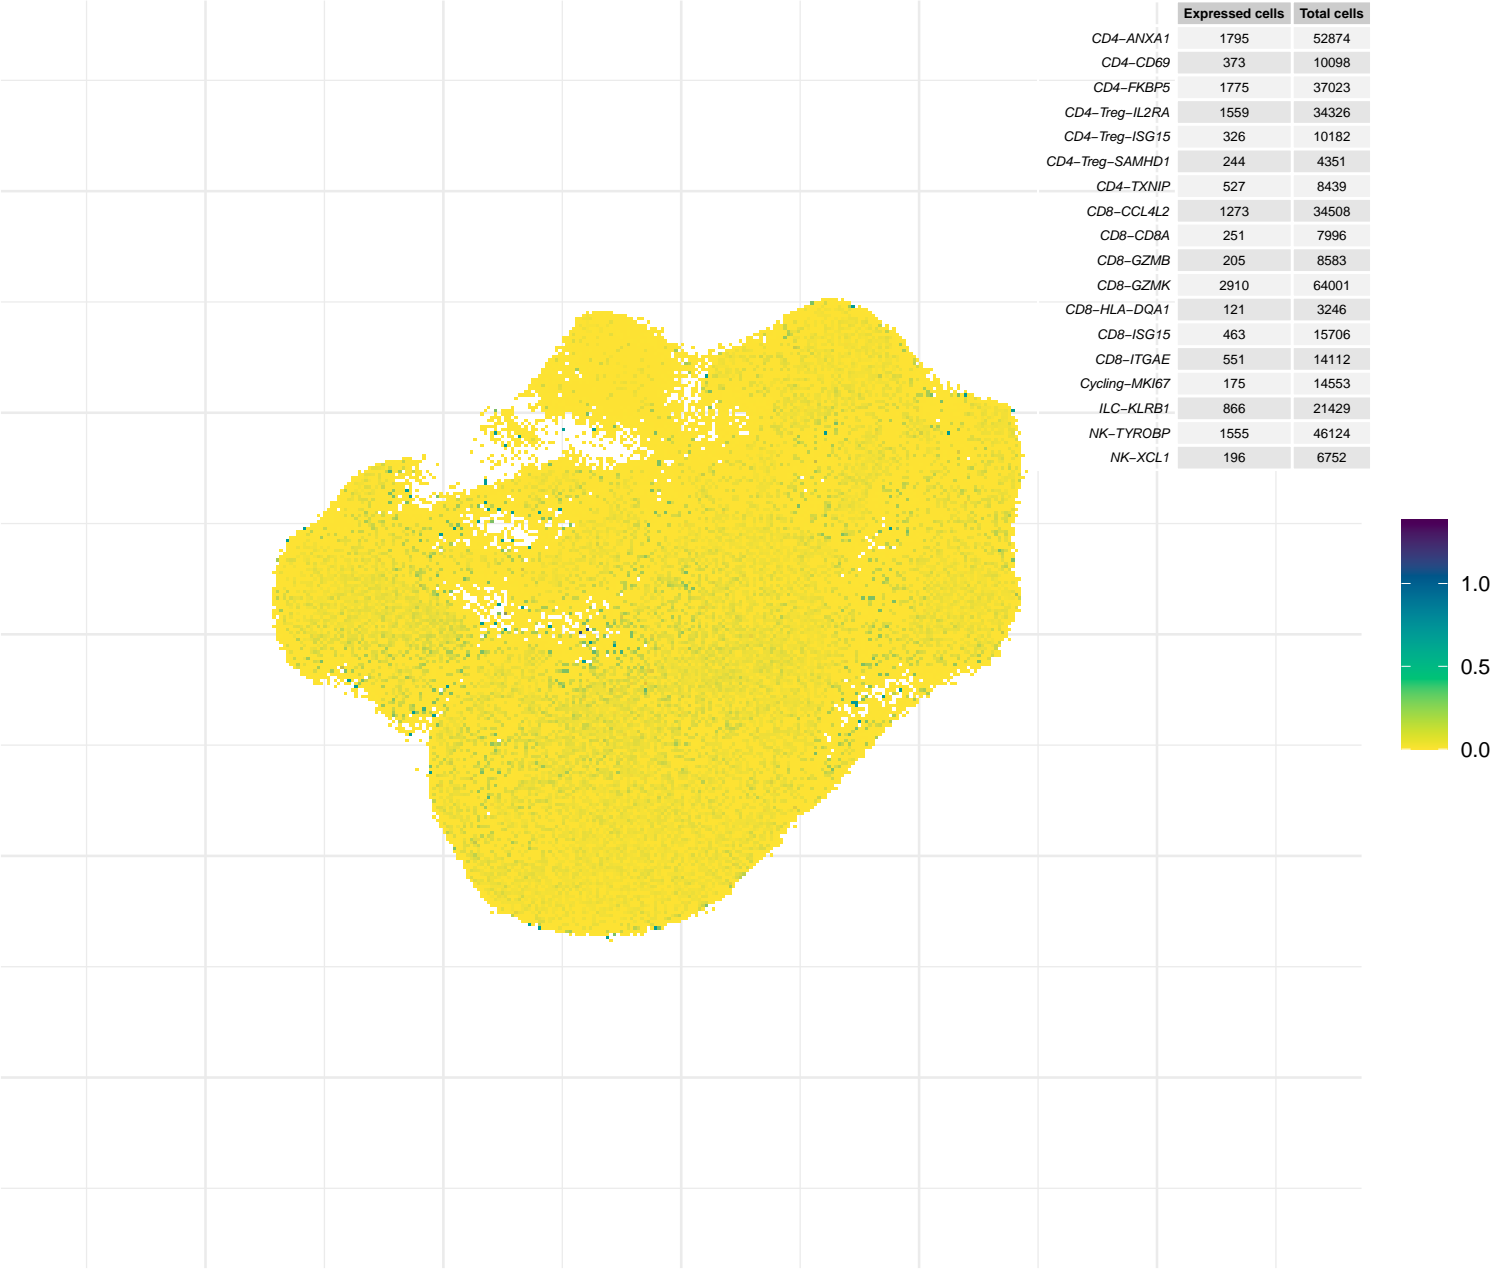 Expressed cells Total cells
CD4−ANXA1 1795 52874
CD4−CD69 373 10098
CD4−FKBP5 1775 37023
CD4−Treg−IL2RA 1559 34326
CD4−Treg−ISG15 326 10182
CD4−Treg−SAMHD1 244 4351
CD4−TXNIP 527 8439
CD8−CCL4L2 1273 34508
CD8−CD8A 251 7996
CD8−GZMB 205 8583
CD8−GZMK 2910 64001
CD8−HLA−DQA1 121 3246
CD8−ISG15 463 15706
CD8−ITGAE 551 14112
Cycling−MKI67 175 14553
ILC−KLRB1 866 21429
NK−TYROBP 1555 46124
NK−XCL1 196 6752
1.0
0.5
0.0